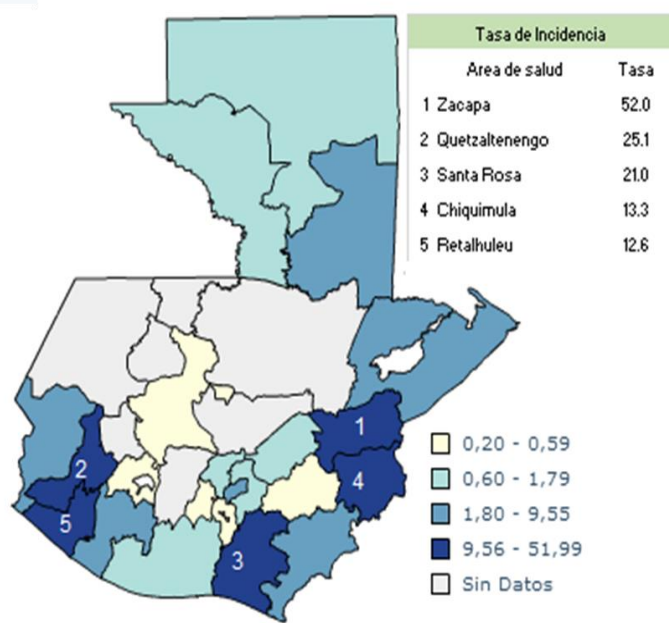 Tasa de Incidencia
Area de salud Tasa
1 Zacapa 52.0
2 Quetzaltenengo 25.1
3 Santa Rosa 21.0
4 Chiquimula 13.3
5 Retalhuleu 12.6
1
2
4
5
3
0,20 - 0,59
0,60 - 1,79
1,80 - 9,55
9,56 - 51,99
Sin Datos